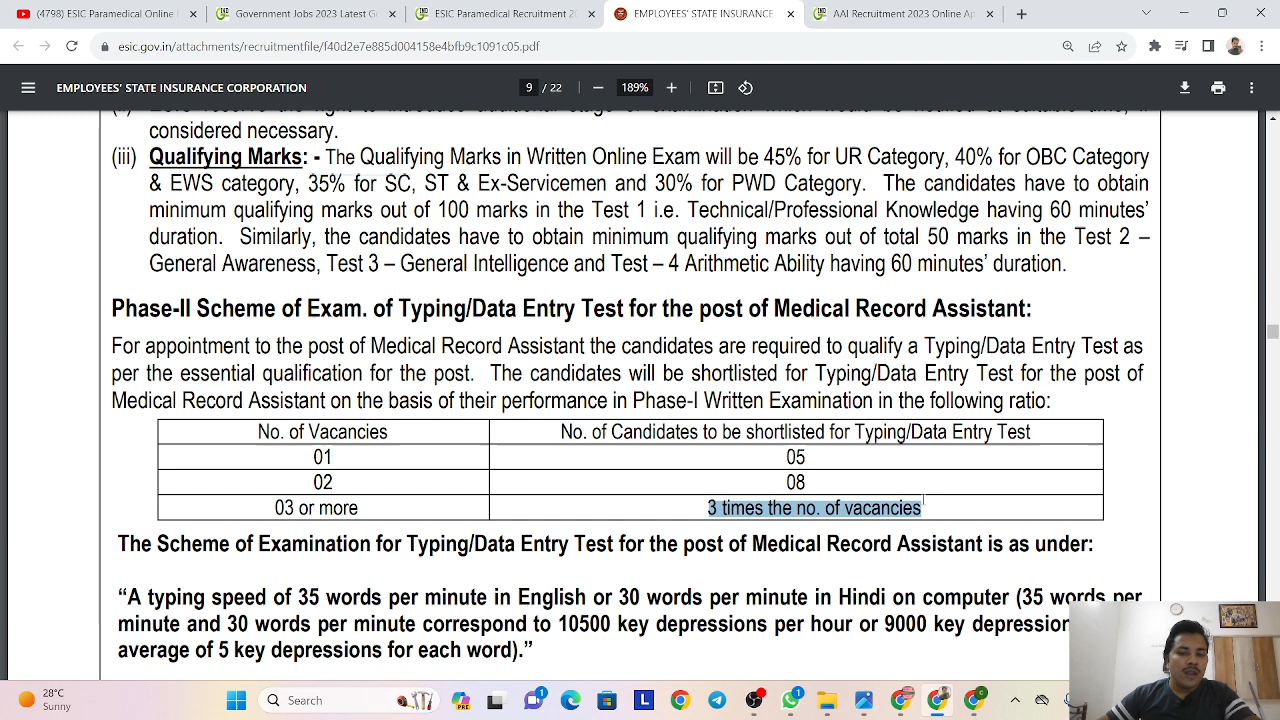 (4798) ESIC Paramedical Online
Government Jobs 2023 Latest G
ESIC Paramedical Recruitment 20
EMPLOYEES' STATE INSURANCE
AAI Recruitment 2023 Online Ap
esic.gov.in/attachments/recruitmentfile/f40d2e7e885d004158e4bfb9c1091c05.pdf
EMPLOYEES' STATE INSURANCE CORPORATION
9 / 22
189%
considered necessary.
(iii) Qualifying Marks: - The Qualifying Marks in Written Online Exam will be 45% for UR Category, 40% for OBC Category
& EWS category, 35% for SC, ST & Ex-Servicemen and 30% for PWD Category. The candidates have to obtain
minimum qualifying marks out of 100 marks in the Test 1 i.e. Technical/Professional Knowledge having 60 minutes'
duration. Similarly, the candidates have to obtain minimum qualifying marks out of total 50 marks in the Test 2 –
General Awareness, Test 3 – General Intelligence and Test – 4 Arithmetic Ability having 60 minutes' duration.
Phase-II Scheme of Exam. of Typing/Data Entry Test for the post of Medical Record Assistant:
For appointment to the post of Medical Record Assistant the candidates are required to qualify a Typing/Data Entry Test as
per the essential qualification for the post. The candidates will be shortlisted for Typing/Data Entry Test for the post of
Medical Record Assistant on the basis of their performance in Phase-I Written Examination in the following ratio:
No. of Vacancies No. of Candidates to be shortlisted for Typing/Data Entry Test
01 05
02 08
03 or more 3 times the no. of vacancies
The Scheme of Examination for Typing/Data Entry Test for the post of Medical Record Assistant is as under:
“A typing speed of 35 words per minute in English or 30 words per minute in Hindi on computer (35 words per
minute and 30 words per minute correspond to 10500 key depressions per hour or 9000 key depression
average of 5 key depressions for each word).”
28°C
Sunny
Search